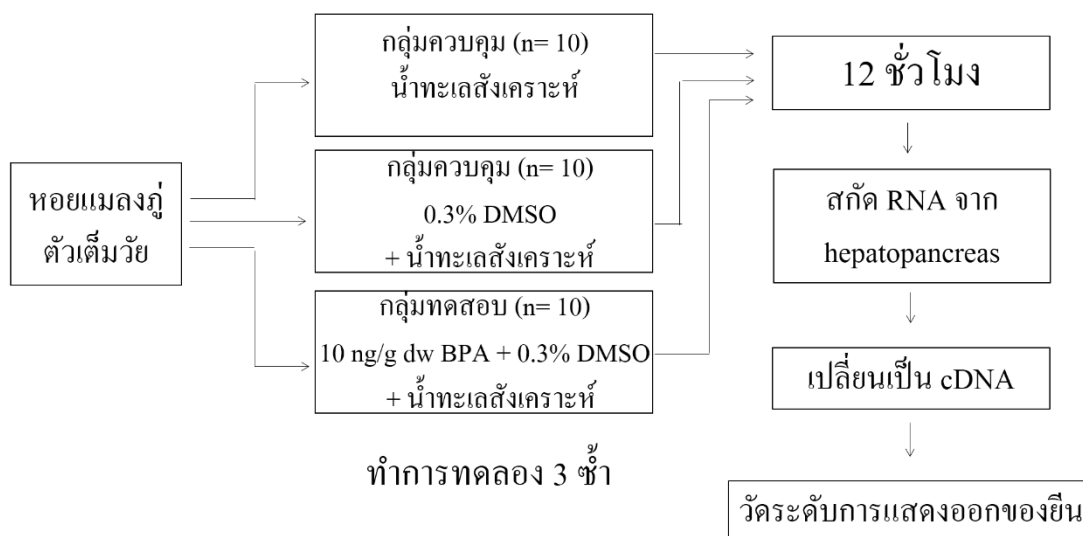 หอยแมลงภู่
ตัวเต็มวัย
กลุ่มควบคุม (n= 10)
น้ำทะเลสังเคราะห์
กลุ่มควบคุม (n= 10)
0.3% DMSO
+ น้ำทะเลสังเคราะห์
กลุ่มทดสอบ (n= 10)
10 ng/g dw BPA + 0.3% DMSO
+ น้ำทะเลสังเคราะห์
ทำการทดลอง 3 ซ้ำ
12 ชั่วโมง
สกัด RNA จาก
hepatopancreas
เปลี่ยนเป็น cDNA
วัดระดับการแสดงออกของยีน